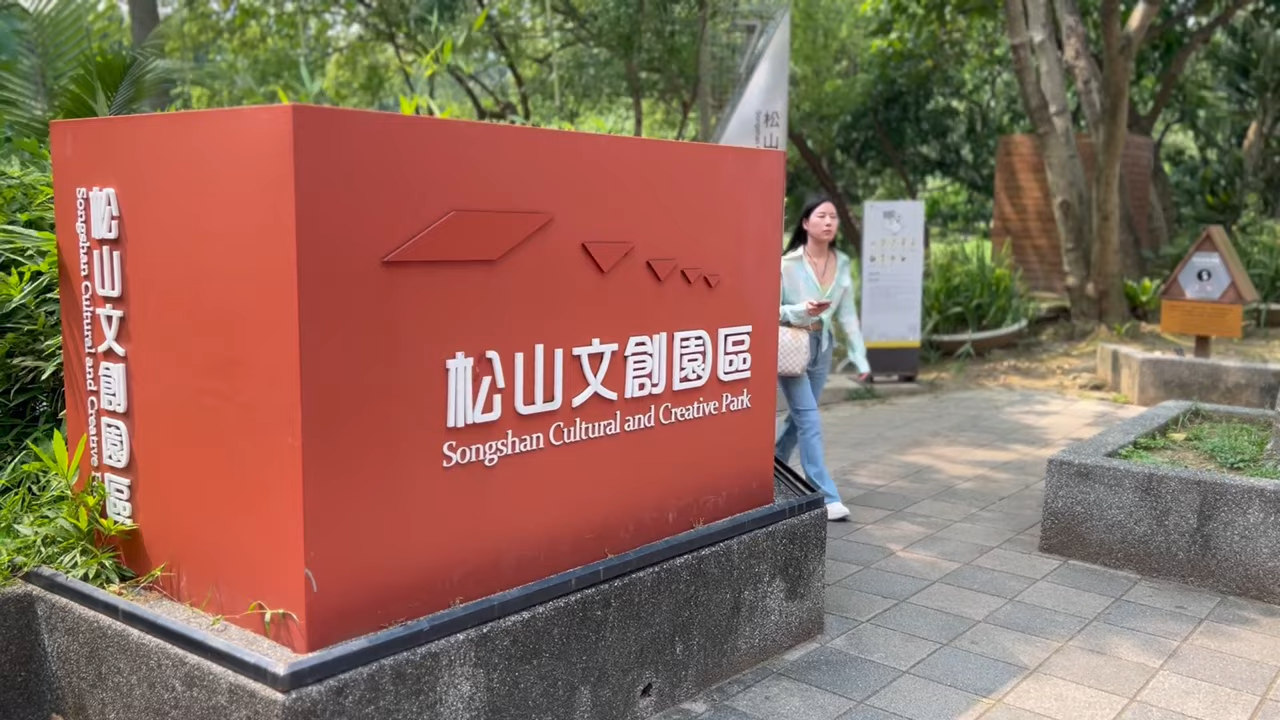 松山文創園區
Songshan Cultural and Creative
松山文創園區
Songshan Cultural and Creative Park
松山